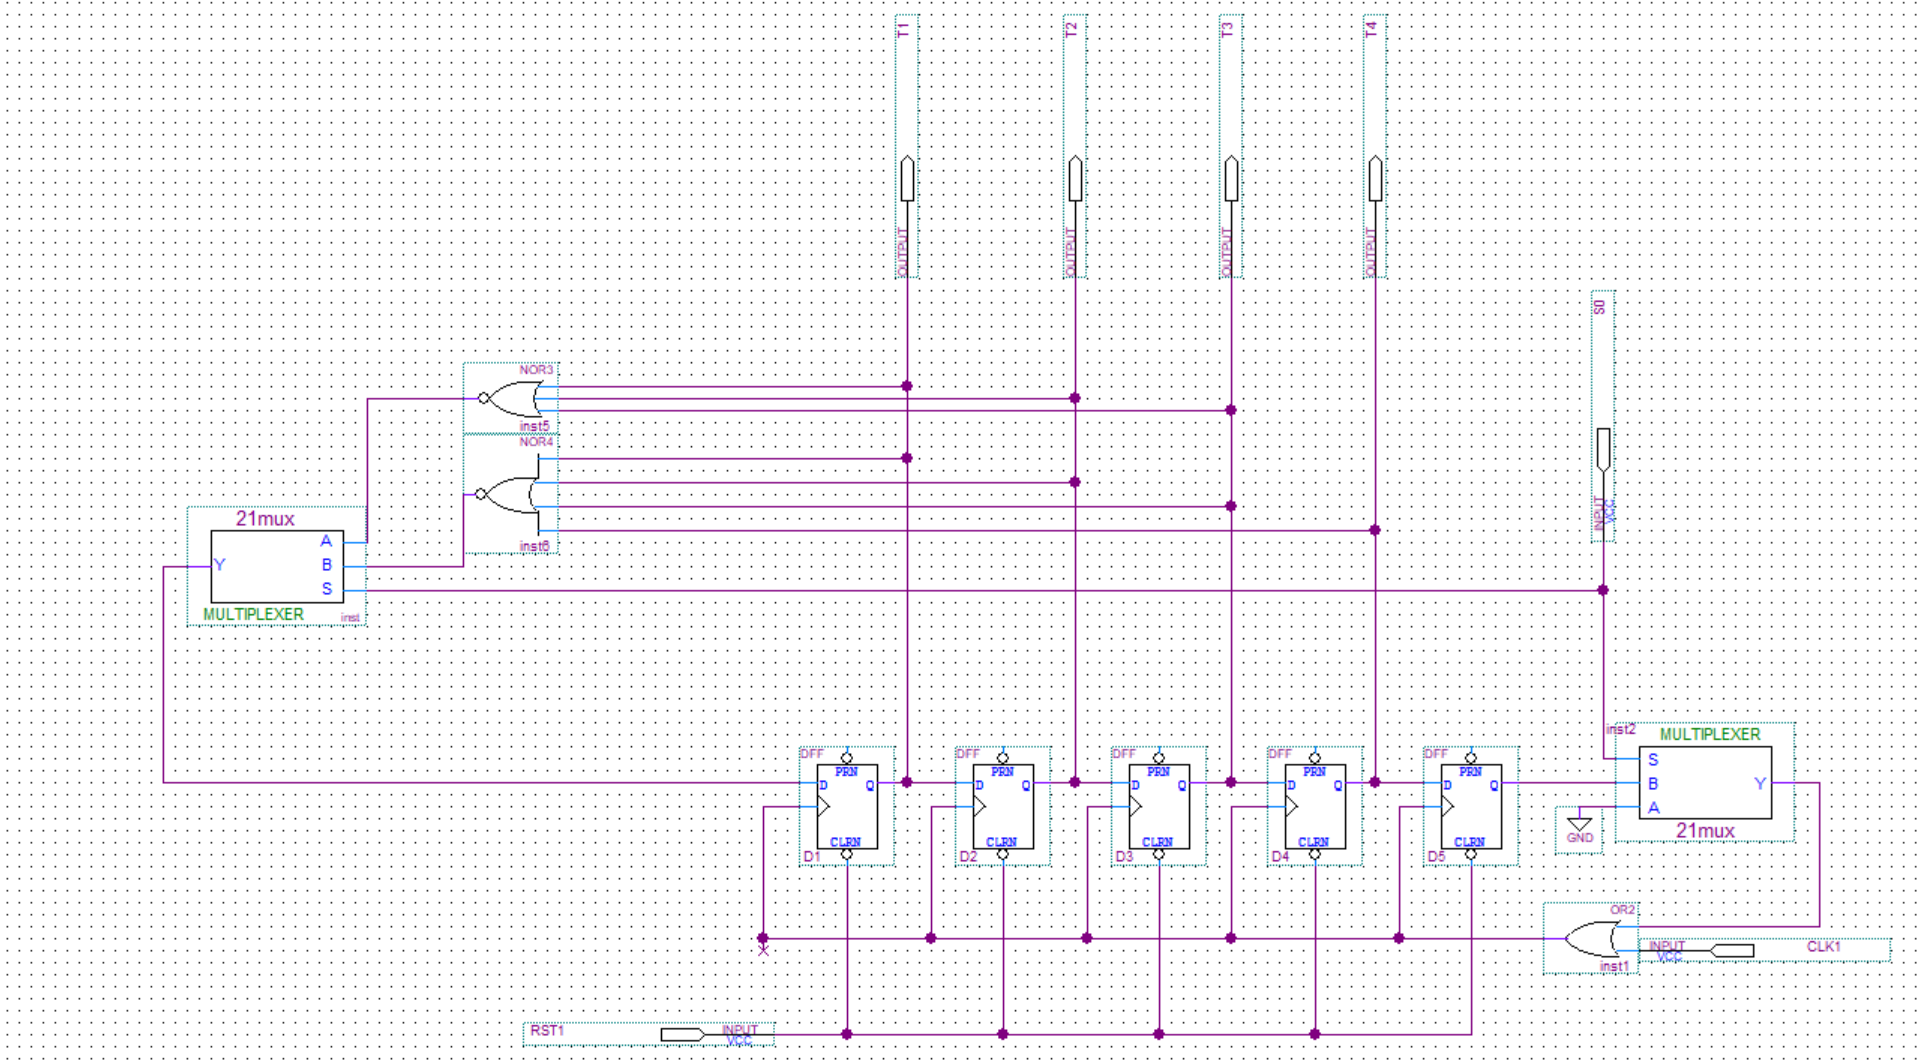 T1
T2
T3
T4
OUTPUT
OUTPUT
OUTPUT
OUTPUT
S0
INPUT
VCC
NOR3
inst5
NOR4
inst6
21mux
A
Y
B
S
MULTIPLEXER
inst
inst2
MULTIPLEXER
S
B
Y
A
21mux
GND
DFF
PRN
D
Q
CLRN
D1
DFF
PRN
D
Q
CLRN
D2
DFF
PRN
D
Q
CLRN
D3
DFF
PRN
D
Q
CLRN
D4
DFF
PRN
D
Q
CLRN
D5
OR2
inst1
INPUT
VCC
CLK1
RST1
INPUT
VCC